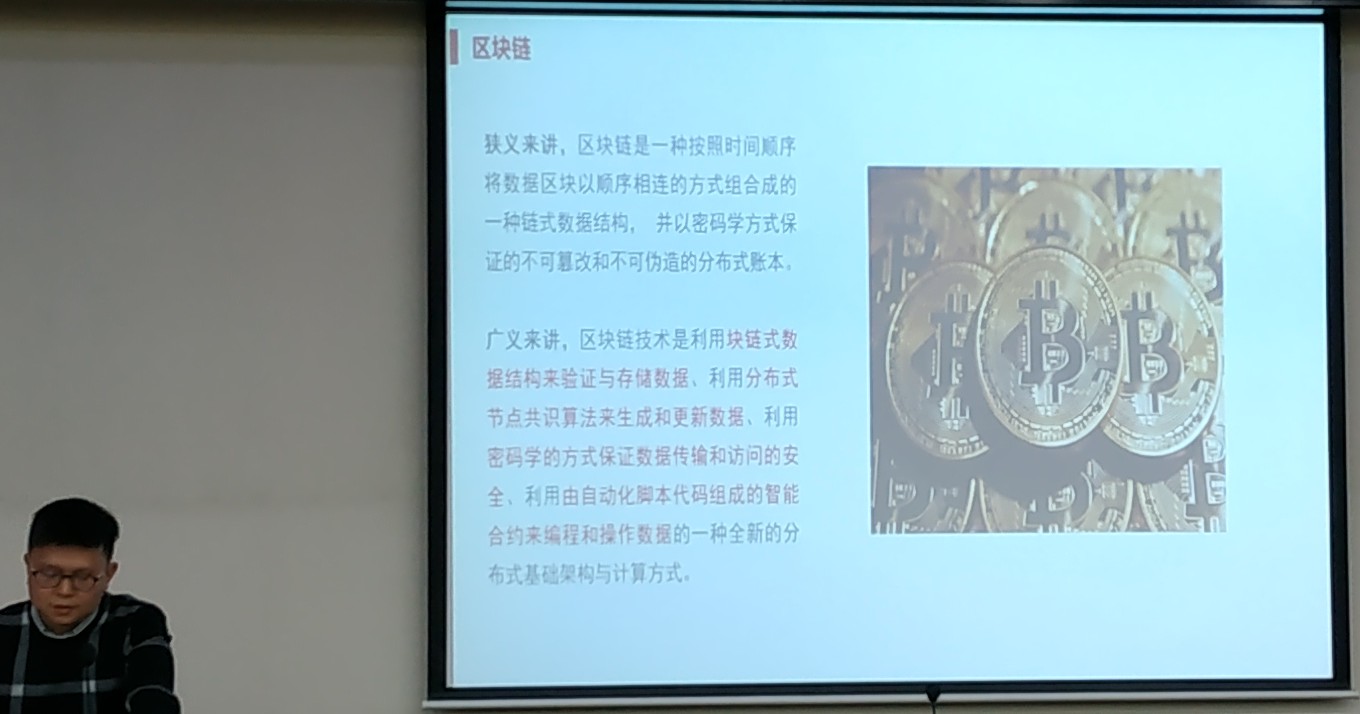 区块链
狭义来讲，区块链是一种按照时间顺序
将数据区块以顺序相连的方式组合成的
一种链式数据结构， 并以密码学方式保
证的不可篡改和不可伪造的分布式账本。
广义来讲，区块链技术是利用块链式数
据结构来验证与存储数据、利用分布式
节点共识算法来生成和更新数据、利用
密码学的方式保证数据传输和访问的安
全、利用由自动化脚本代码组成的智能
合约来编程和操作数据的一种全新的分
布式基础架构与计算方式。